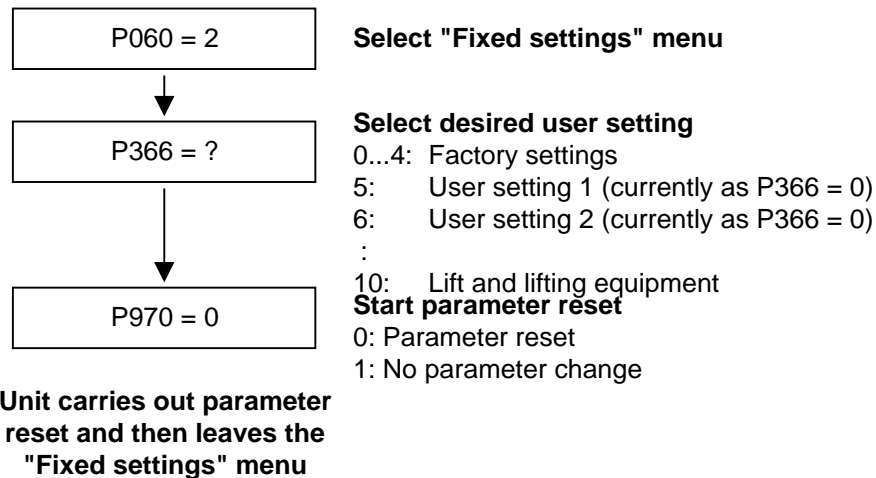 P060 = 2
Select "Fixed settings" menu
P366 = ?
Select desired user setting
0...4: Factory settings
5: User setting 1 (currently as P366 = 0)
6: User setting 2 (currently as P366 = 0)
:
10: Lift and lifting equipment
P970 = 0
Start parameter reset
0: Parameter reset
1: No parameter change
Unit carries out parameter
reset and then leaves the
"Fixed settings" menu